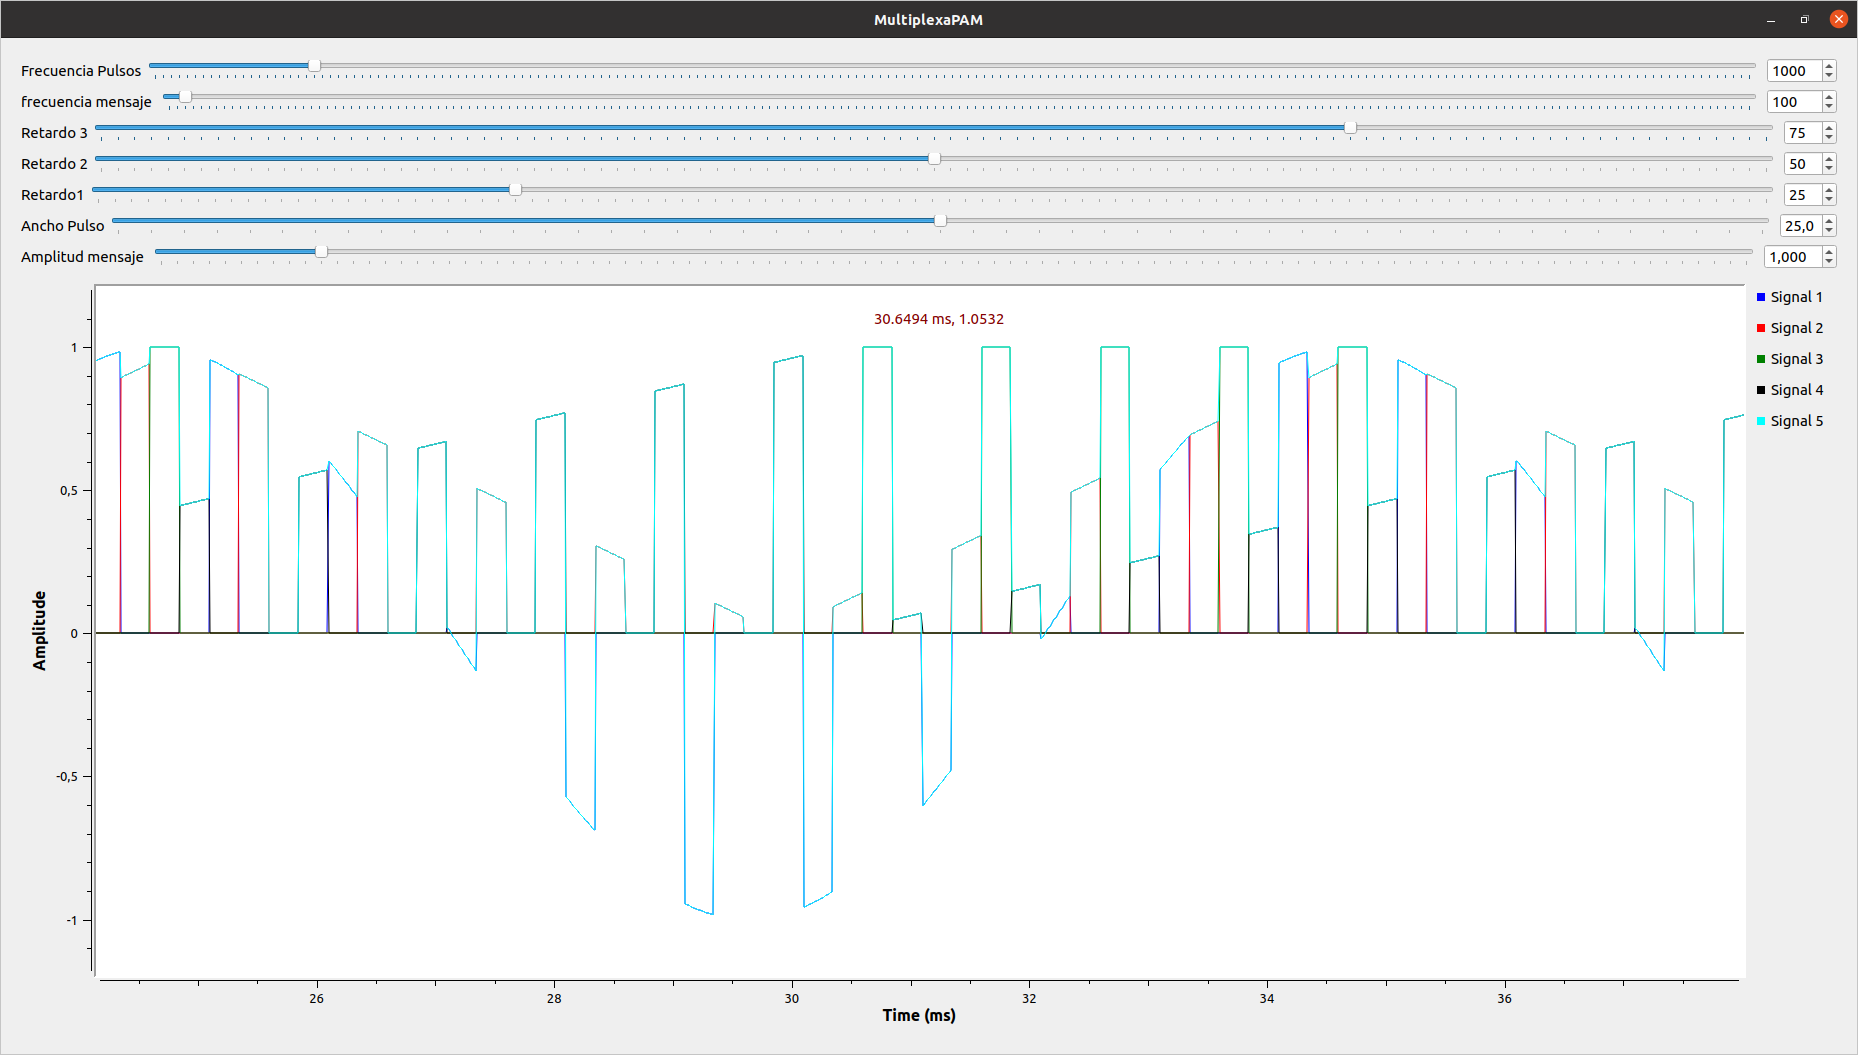 MultiplexaPAM
Frecuencia Pulsos 1000
frecuencia mensaje 100
Retardo 3 75
Retardo 2 50
Retardo1 25
Ancho Pulso 25,0
Amplitud mensaje 1,000
30.6494 ms, 1.0532
Signal 1
Signal 2
Signal 3
Signal 4
Signal 5
1
0,5
0
-0,5
-1
Amplitude
26 28 30 32 34 36
Time (ms)